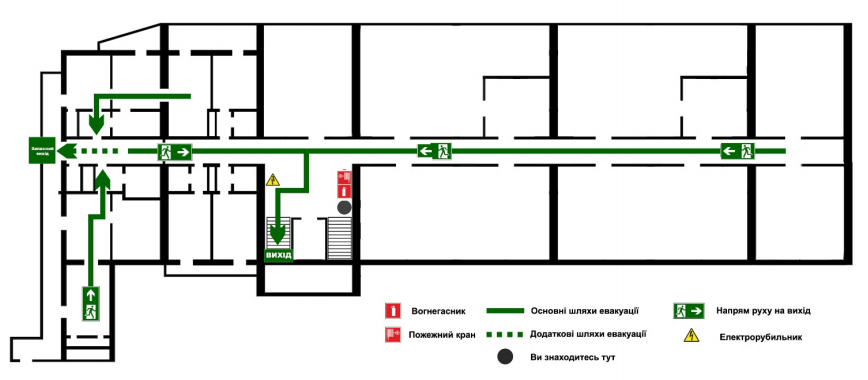 Запасний
вихід
ВИХІД
Вогнегасник
Основні шляхи евакуації
Напрям руху на вихід
Пожежний кран
Додаткові шляхи евакуації
Електрорубильник
Ви знаходитесь тут